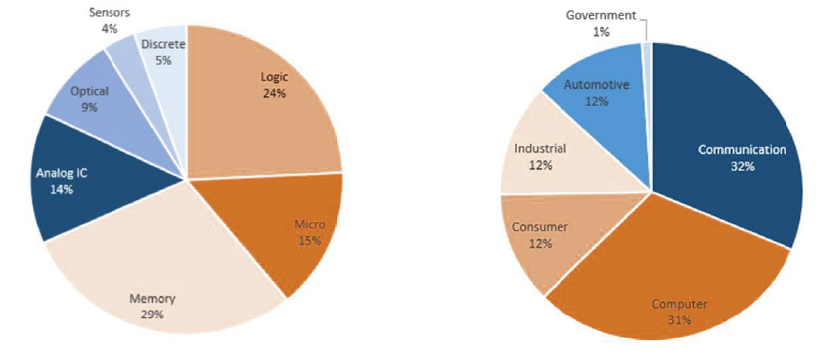 Sensors
4%
Discrete
5%
Logic
24%
Optical
9%
Analog IC
14%
Micro
15%
Memory
29%
Government
1%
Automotive
12%
Communication
32%
Industrial
12%
Consumer
12%
Computer
31%